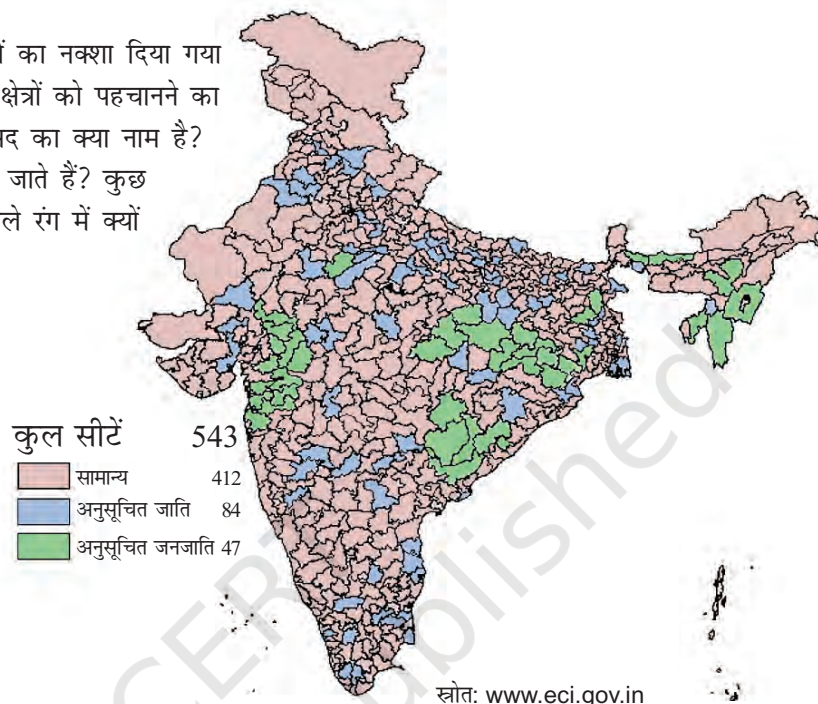 ों का नक्शा दिया गया
क्षेत्रों को पहचानने का
द का क्या नाम है?
जाते हैं? कुछ
ले रंग में क्यों
कुल सीटें 543
सामान्य 412
अनुसूचित जाति 84
अनुसूचित जनजाति 47
स्रोत: www.eci.gov.in